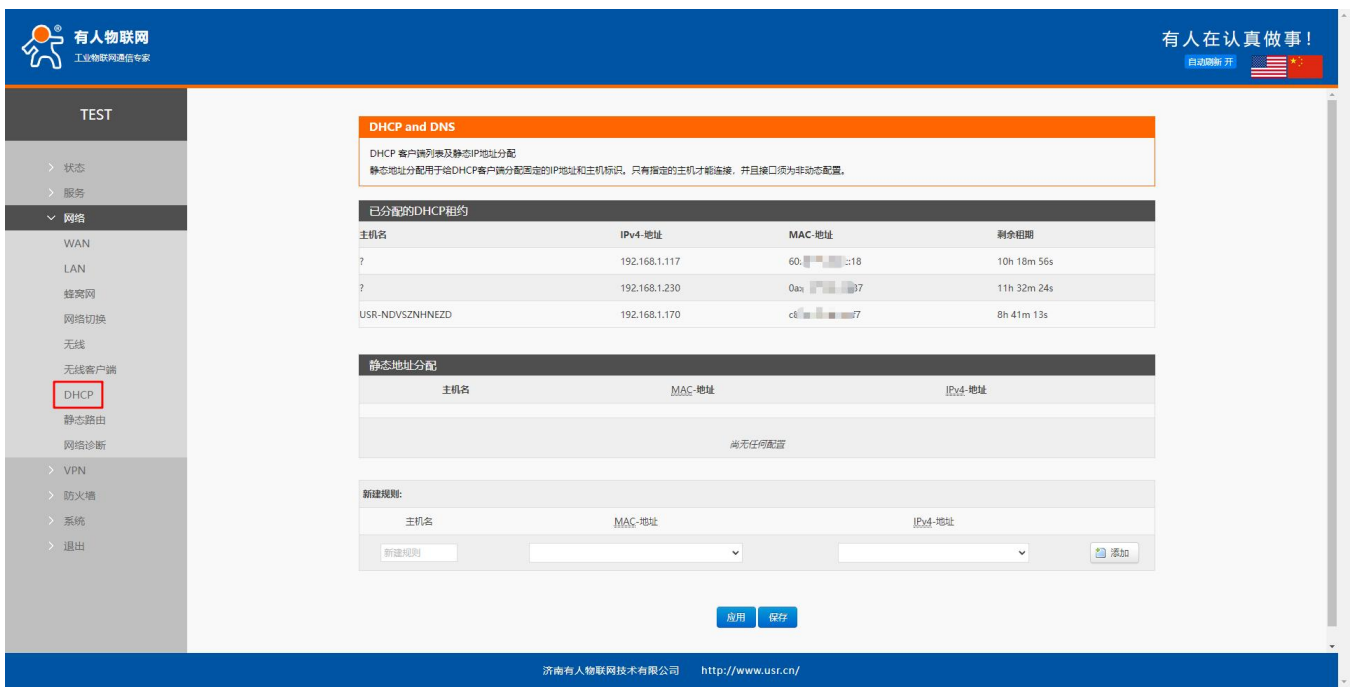 有人物联网
®
工业物联网通信专家
有人在认真做事!
自动刷新 开
TEST
状态
服务
网络
WAN
LAN
蜂窝网
网络切换
无线
无线客户端
DHCP
静态路由
网络诊断
VPN
防火墙
系统
退出
DHCP and DNS
DHCP 客户端列表及静态IP地址分配
静态地址分配用于给DHCP客户端分配固定的IP地址和主机标识。只有指定的主机才能连接,并且接口须为非动态配置。
已分配的DHCP租约
主机名 IPv4-地址 MAC-地址 剩余租期
? 192.168.1.117 60: :18 10h 18m 56s
? 192.168.1.230 0a: 37 11h 32m 24s
USR-NDVSZNHNEZD 192.168.1.170 c8 f7 8h 41m 13s
静态地址分配
主机名 MAC-地址 IPv4-地址
尚无任何配置
新建规则:
主机名 MAC-地址 IPv4-地址
新建规则 添加
应用 保存
济南有人物联网技术有限公司 http://www.usr.cn/